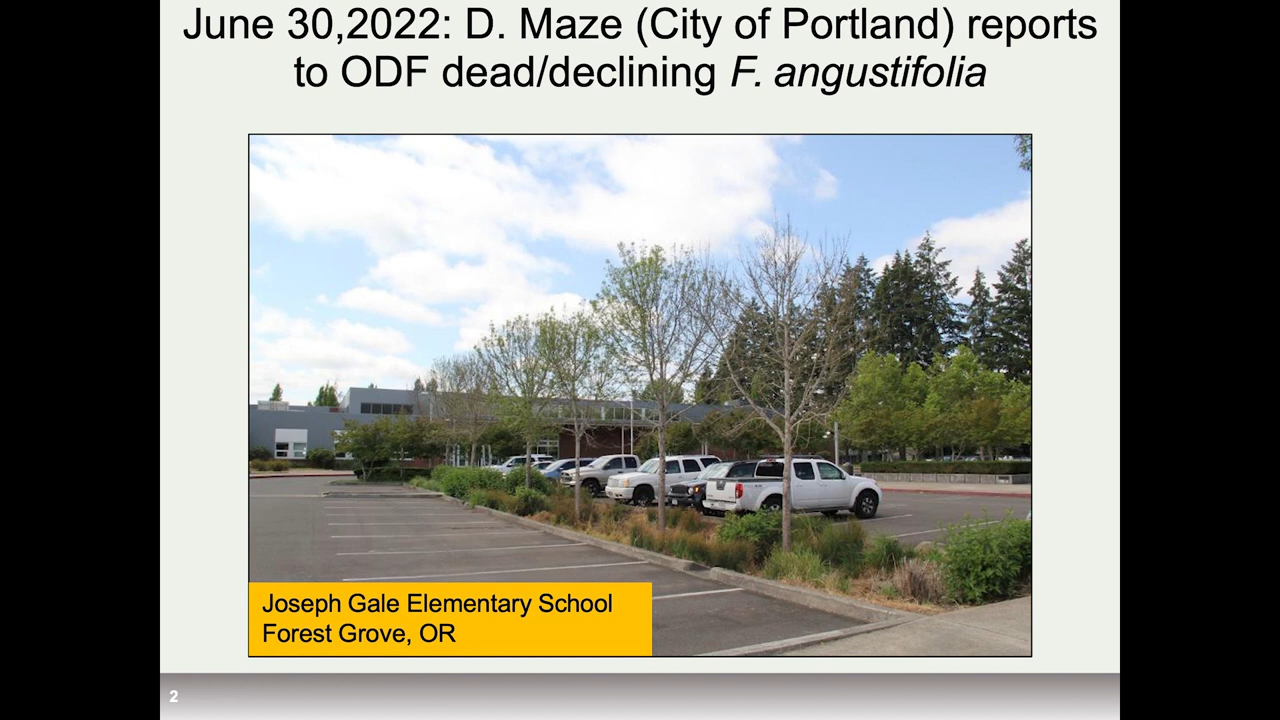 June 30,2022: D. Maze (City of Portland) reports
to ODF dead/declining F. angustifolia
Joseph Gale Elementary School
Forest Grove, OR
2